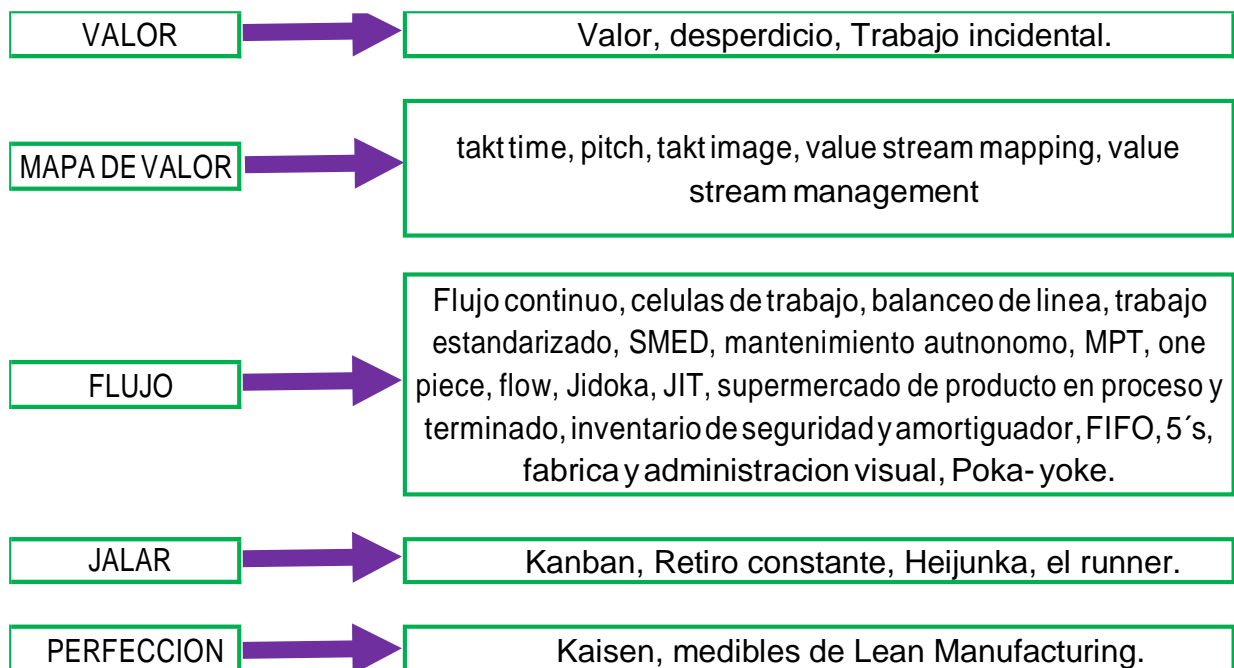 VALOR
Valor, desperdicio, Trabajo incidental.
MAPA DE VALOR
takt time, pitch, takt image, value stream mapping, value
stream management
FLUJO
Flujo continuo, celulas de trabajo, balanceo de linea, trabajo
estandarizado, SMED, mantenimiento autnonomo, MPT, one
piece, flow, Jidoka, JIT, supermercado de producto en proceso y
terminado, inventario de seguridad y amortiguador, FIFO, 5´s,
fabrica y administracion visual, Poka- yoke.
JALAR
Kanban, Retiro constante, Heijunka, el runner.
PERFECCION
Kaisen, medibles de Lean Manufacturing.